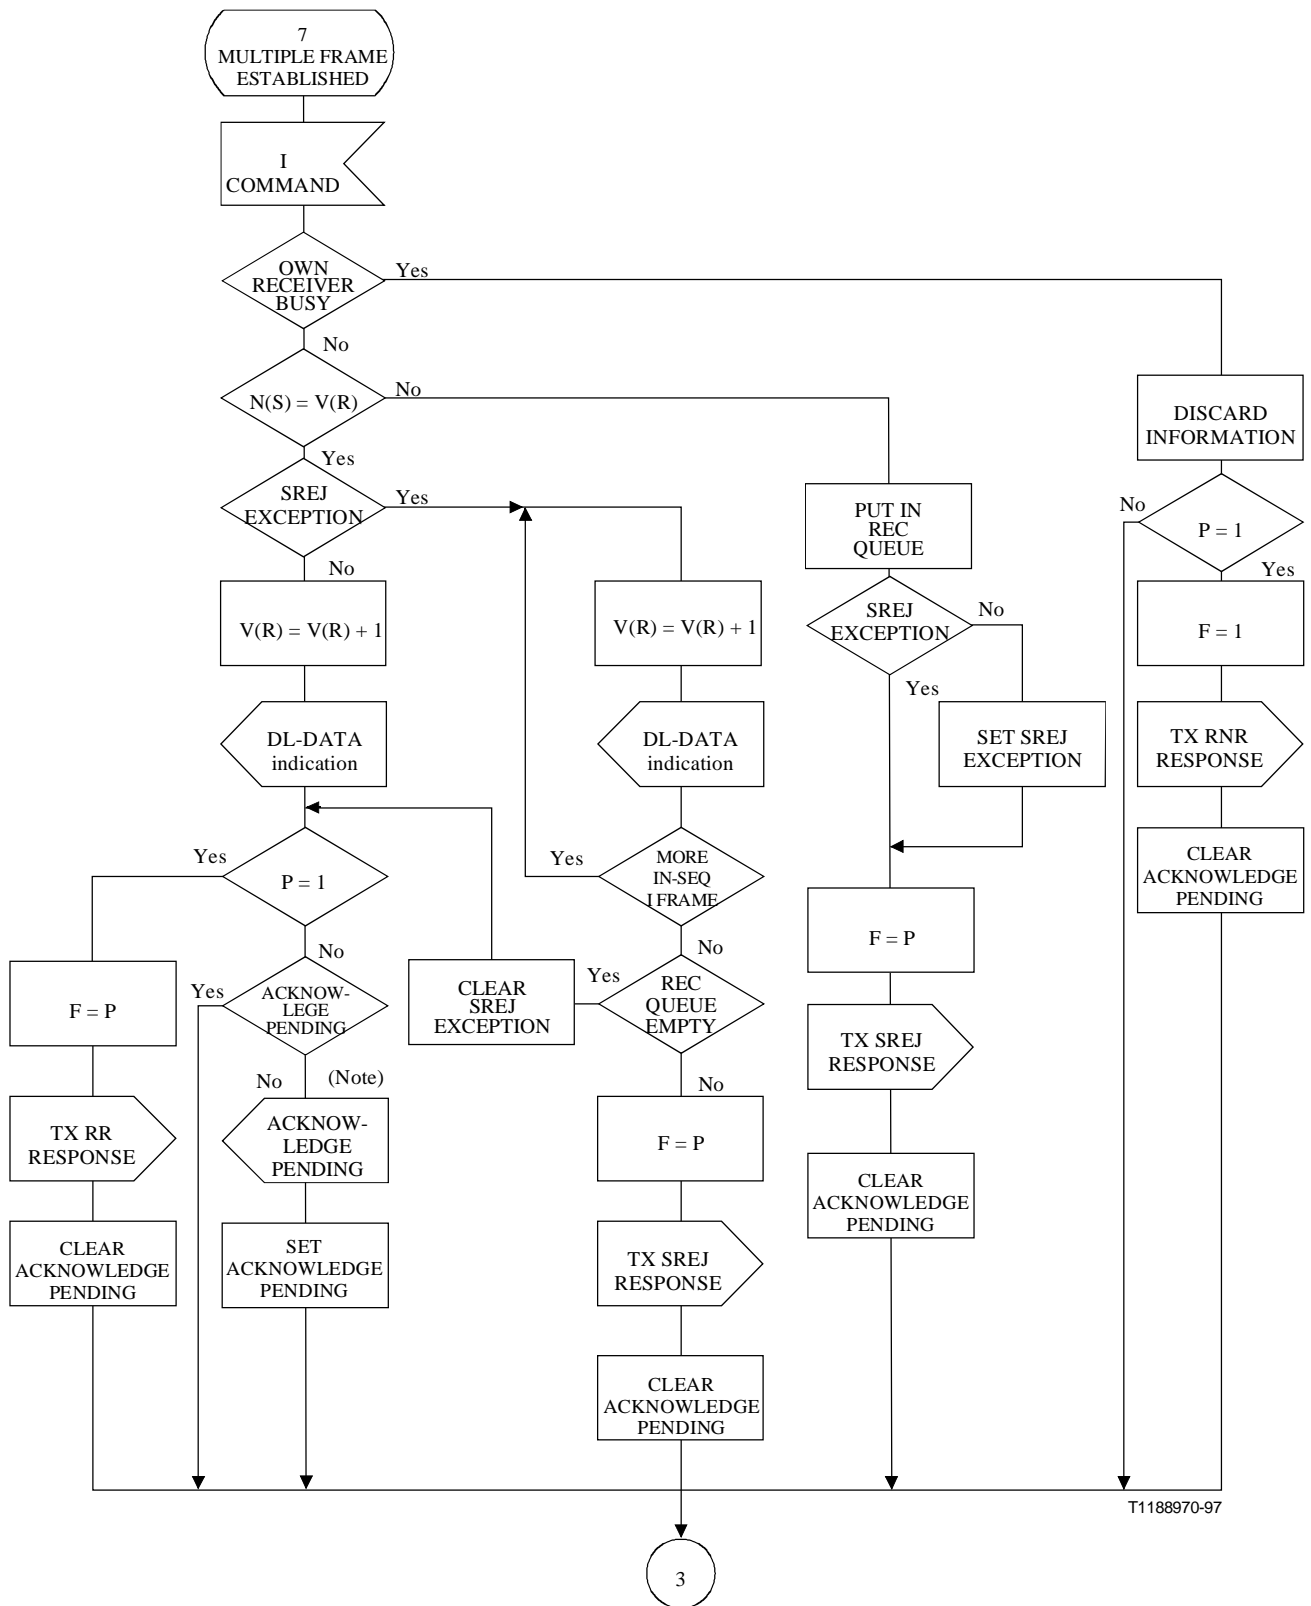 7
MULTIPLE FRAME
ESTABLISHED
I
COMMAND
OWN
RECEIVER
BUSY
Yes
No
N(S) = V(R)
No
Yes
SREJ
EXCEPTION
Yes
No
V(R) = V(R) + 1
DL-DATA
indication
Yes
P = 1
No
F = P
TX RR
RESPONSE
CLEAR
ACKNOWLEDGE
PENDING
Yes
ACKNOW-
LEGE
PENDING
No
(Note)
ACKNOW-
LEDGE
PENDING
SET
ACKNOWLEDGE
PENDING
V(R) = V(R) + 1
DL-DATA
indication
Yes
MORE
IN-SEQ
I FRAME
No
Yes
REC
QUEUE
EMPTY
No
CLEAR
SREJ
EXCEPTION
F = P
TX SREJ
RESPONSE
CLEAR
ACKNOWLEDGE
PENDING
PUT IN
REC
QUEUE
SREJ
EXCEPTION
No
Yes
SET SREJ
EXCEPTION
F = P
TX SREJ
RESPONSE
CLEAR
ACKNOWLEDGE
PENDING
DISCARD
INFORMATION
No
P = 1
Yes
F = 1
TX RNR
RESPONSE
CLEAR
ACKNOWLEDGE
PENDING
T1188970-97
3